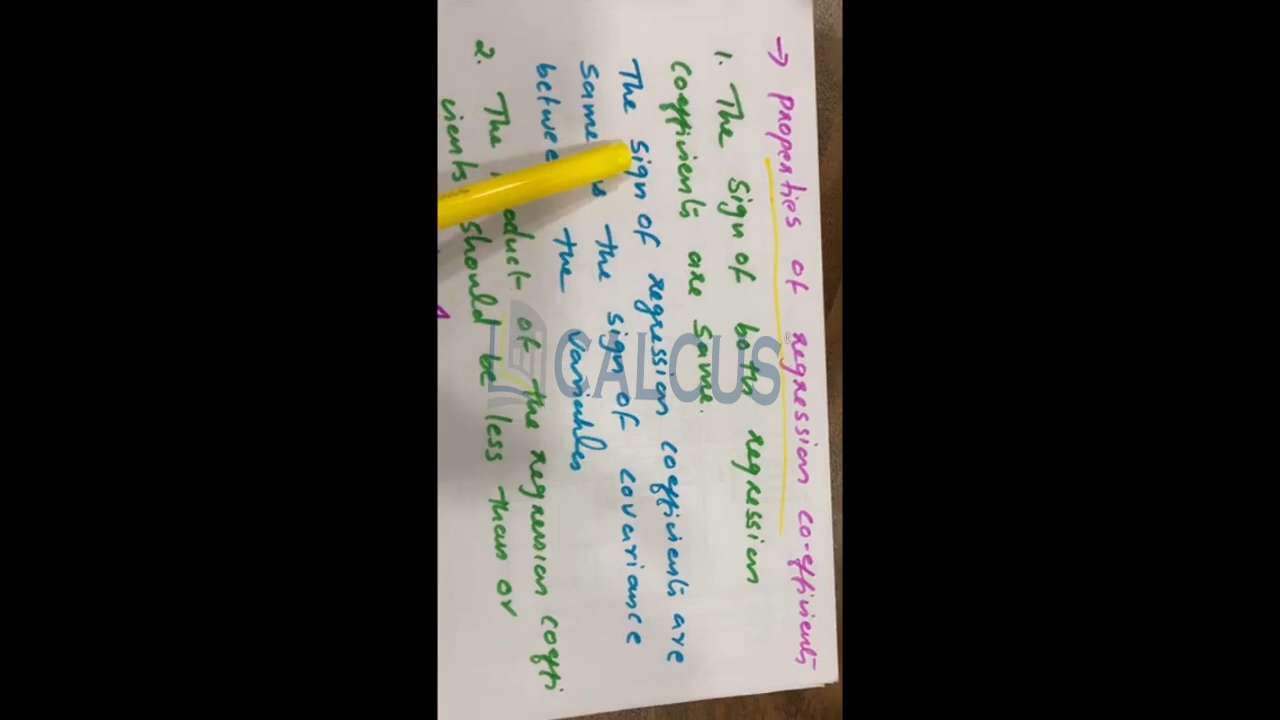 → properties of regression co-efficients
1. The sign of both regression
coefficients are same.
The sign of regression coefficients are
same the sign of covariance
between the variables
2. The product of the regression coeffi
cients should be less than or
CALCUS